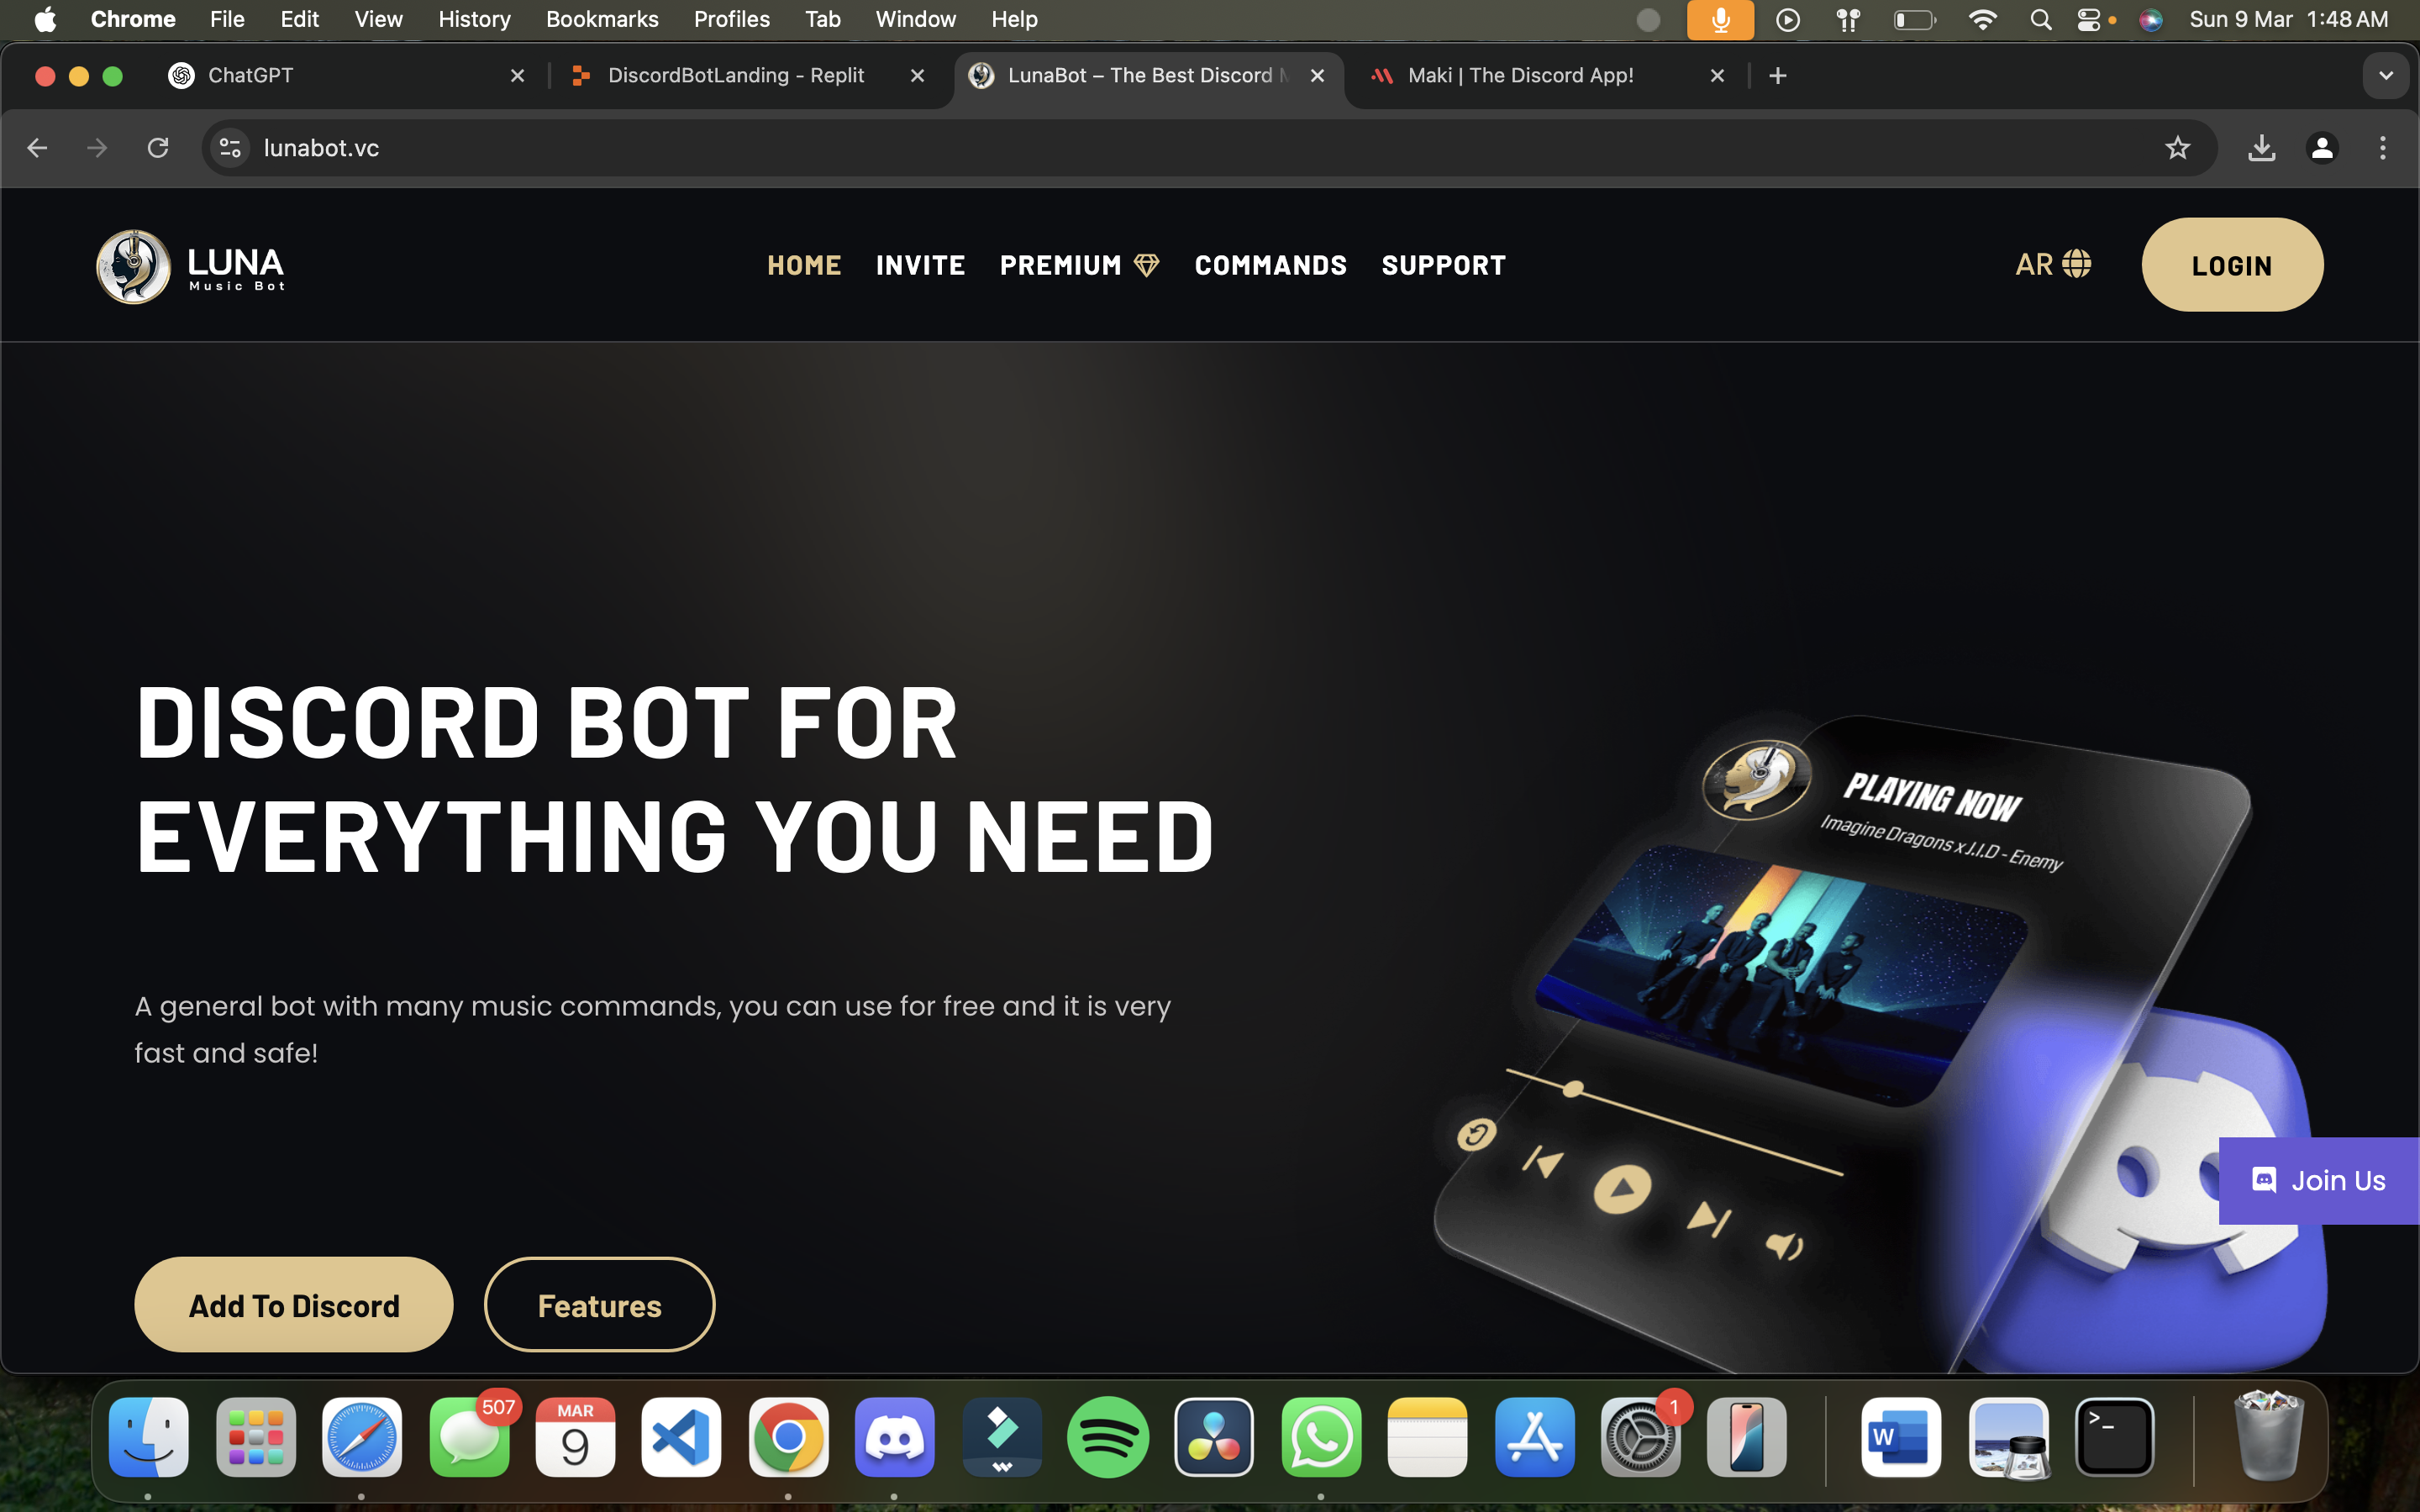 Chrome File Edit View History Bookmarks Profiles Tab Window Help Sun 9 Mar 1:48 AM
ChatGPT DiscordBotLanding - Replit LunaBot – The Best Discord Maki | The Discord App!
lunabot.vc
LUNA
Music Bot
HOME INVITE PREMIUM COMMANDS SUPPORT AR LOGIN
DISCORD BOT FOR
EVERYTHING YOU NEED
A general bot with many music commands, you can use for free and it is very
fast and safe!
Add To Discord Features
PLAYING NOW
Imagine Dragons x J.I.D - Enemy
Join Us
507
MAR
9
1
W
>_